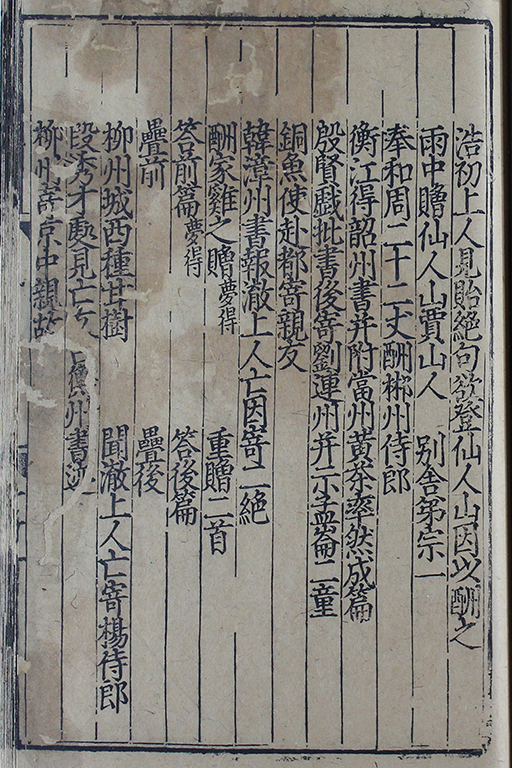 浩初上人見貽絶句欲登仙人山因以酬之
雨中贈仙人山賈山人　別舍弟宗一
奉和周二十二丈酬郴州侍郎
衡江得韶州書并附當州黃茶率然成篇
殷賢戲批書後寄劉連州并示孟崙二童
銅魚使赴都寄親友
韓漳州書報澈上人亡因寄二絶
酬家雞之贈夢得　重贈二首
答前篇夢得　答後篇
疊前　疊後
柳州城西種甘樹　聞澈上人亡寄楊侍郎
段秀才處見亡友　州書迹
柳州寄京中親故